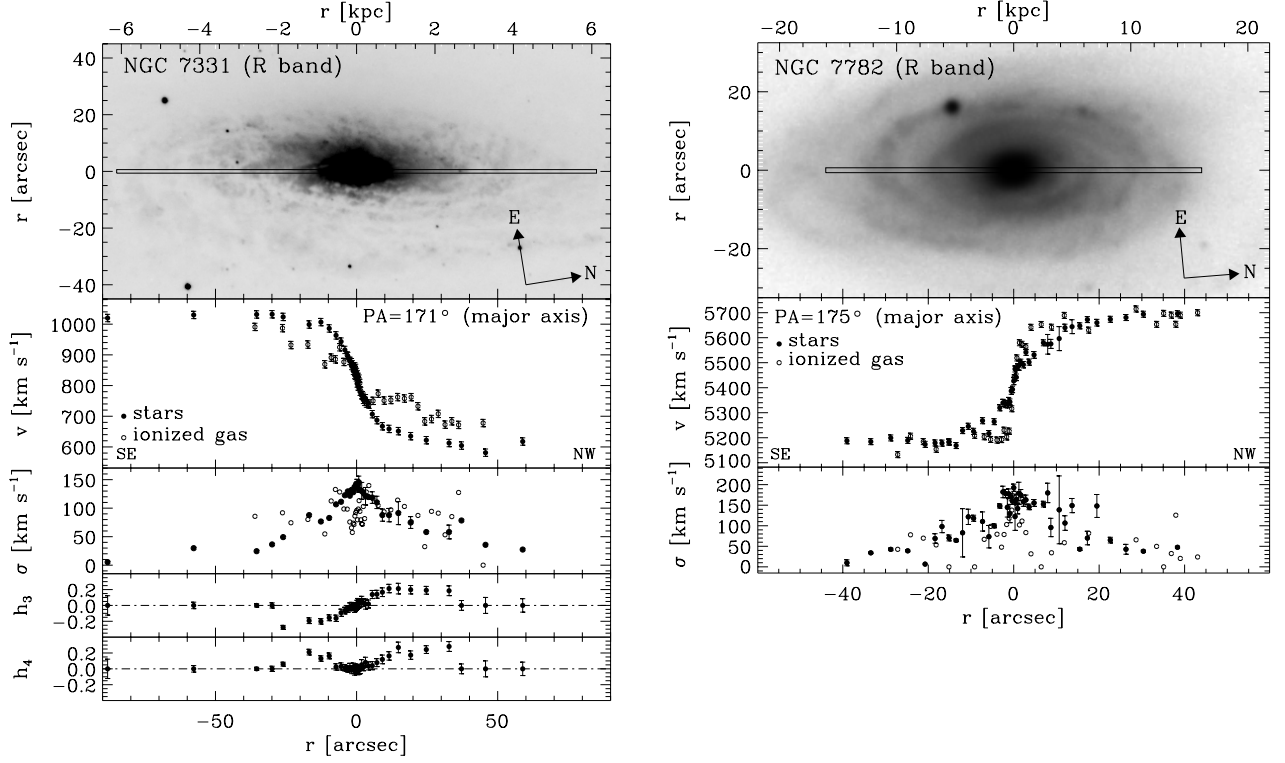 r [kpc]
−6 −4 −2 0 2 4 6
NGC 7331 (R band)
r [arcsec]
40
20
0
−20
−40
E
N
PA=171° (major axis)
v [km s⁻¹]
1000
900
800
700
600
stars
ionized gas
SE
NW
σ [km s⁻¹]
150
100
50
0
h₃
0.2
0.0
−0.2
h₄
0.2
0.0
−0.2
−50 0 50
r [arcsec]
r [kpc]
−20 −10 0 10 20
NGC 7782 (R band)
r [arcsec]
20
0
−20
E
N
PA=175° (major axis)
v [km s⁻¹]
5700
5600
5500
5400
5300
5200
5100
stars
ionized gas
SE
NW
σ [km s⁻¹]
200
150
100
50
0
−40 −20 0 20 40
r [arcsec]